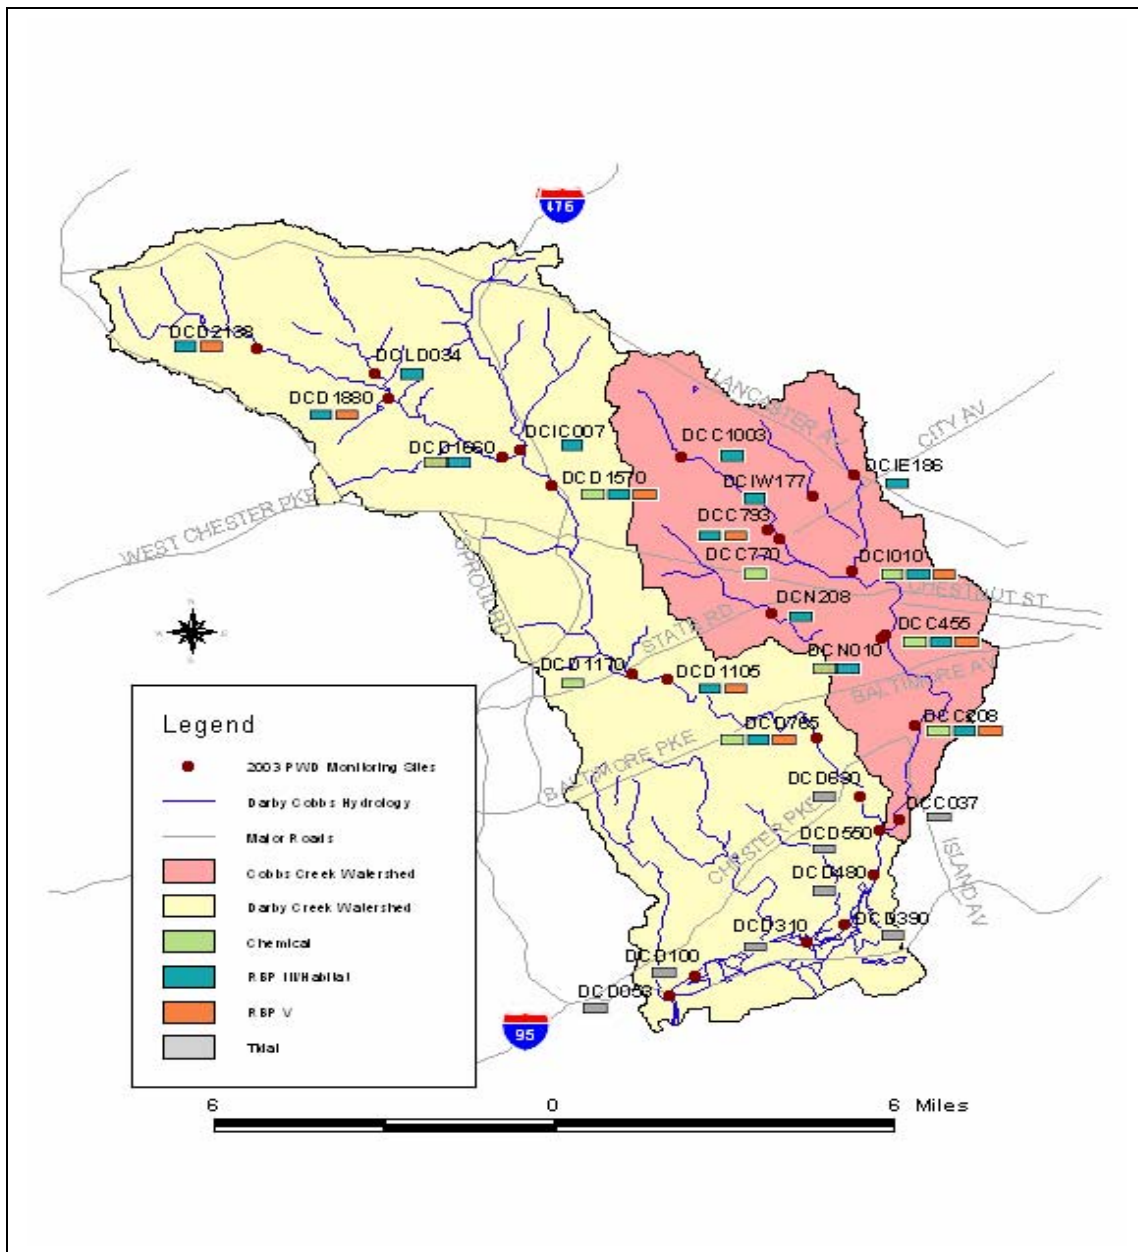 476
DCD2138
DCLD034
DCD1880
LANCASTER AV
CITY AV
DCIC007
DCC1003
DCD1660
DCIE186
DCD1570
DCIW177
WEST CHESTER PKE
DCC793
SPROUL RD
DCC770
DCI010
CHESTNUT ST
DCN208
STATE RD
DCC455
DCD1170
DCD1105
DCN010
BALTIMORE AV
DCD765
DCC208
BALTIMORE PKE
DCD630
DCC037
CHESTER PKE
DCD550
ISLAND AV
DCD480
DCD310
DCD390
DCD100
DCD053
95
Legend
2003 PWD Monitoring Sites
Darby Cobbs Hydrology
Major Roads
Cobbs Creek Watershed
Darby Creek Watershed
Chemical
RBP III/Habitat
RBP V
Tidal
6 0 6 Miles